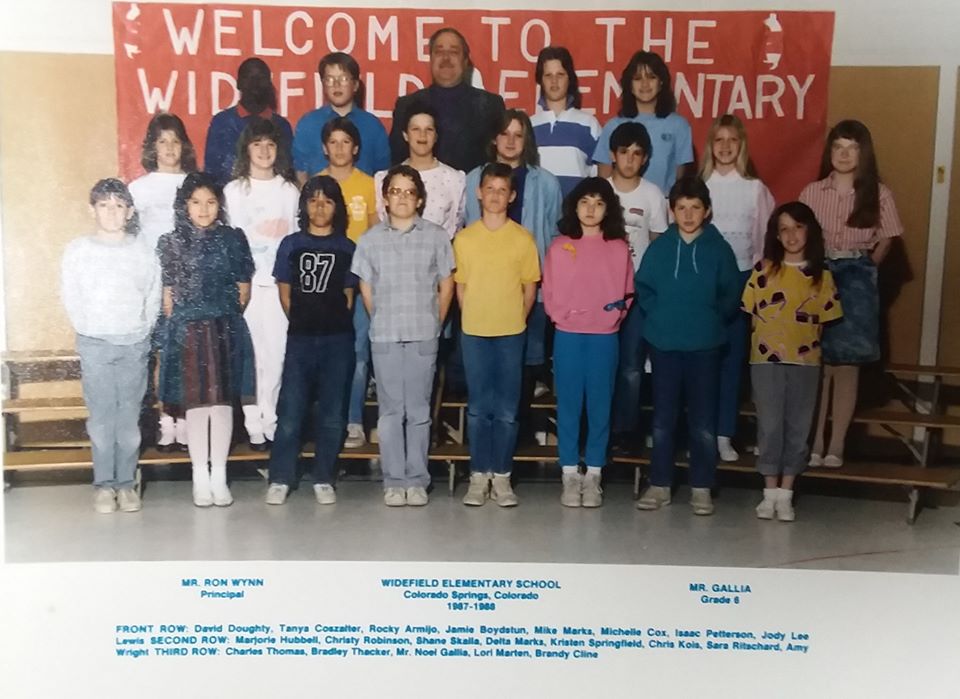 WELCOME TO THE
WIDEFIELD ELEMENTARY
87
MR. RON WYNN
Principal
WIDEFIELD ELEMENTARY SCHOOL
Colorado Springs, Colorado
1987-1988
MR. GALLIA
Grade 6
FRONT ROW: David Doughty, Tanya Coszalter, Rocky Armijo, Jamie Boydstun, Mike Marks, Michelle Cox, Isaac Petterson, Jody Lee
Lewis SECOND ROW: Marjorie Hubbell, Christy Robinson, Shane Skalla, Delta Marks, Kristen Springfield, Chris Kois, Sara Ritschard, Amy
Wright THIRD ROW: Charles Thomas, Bradley Thacker, Mr. Noel Gallia, Lori Marten, Brandy Cline